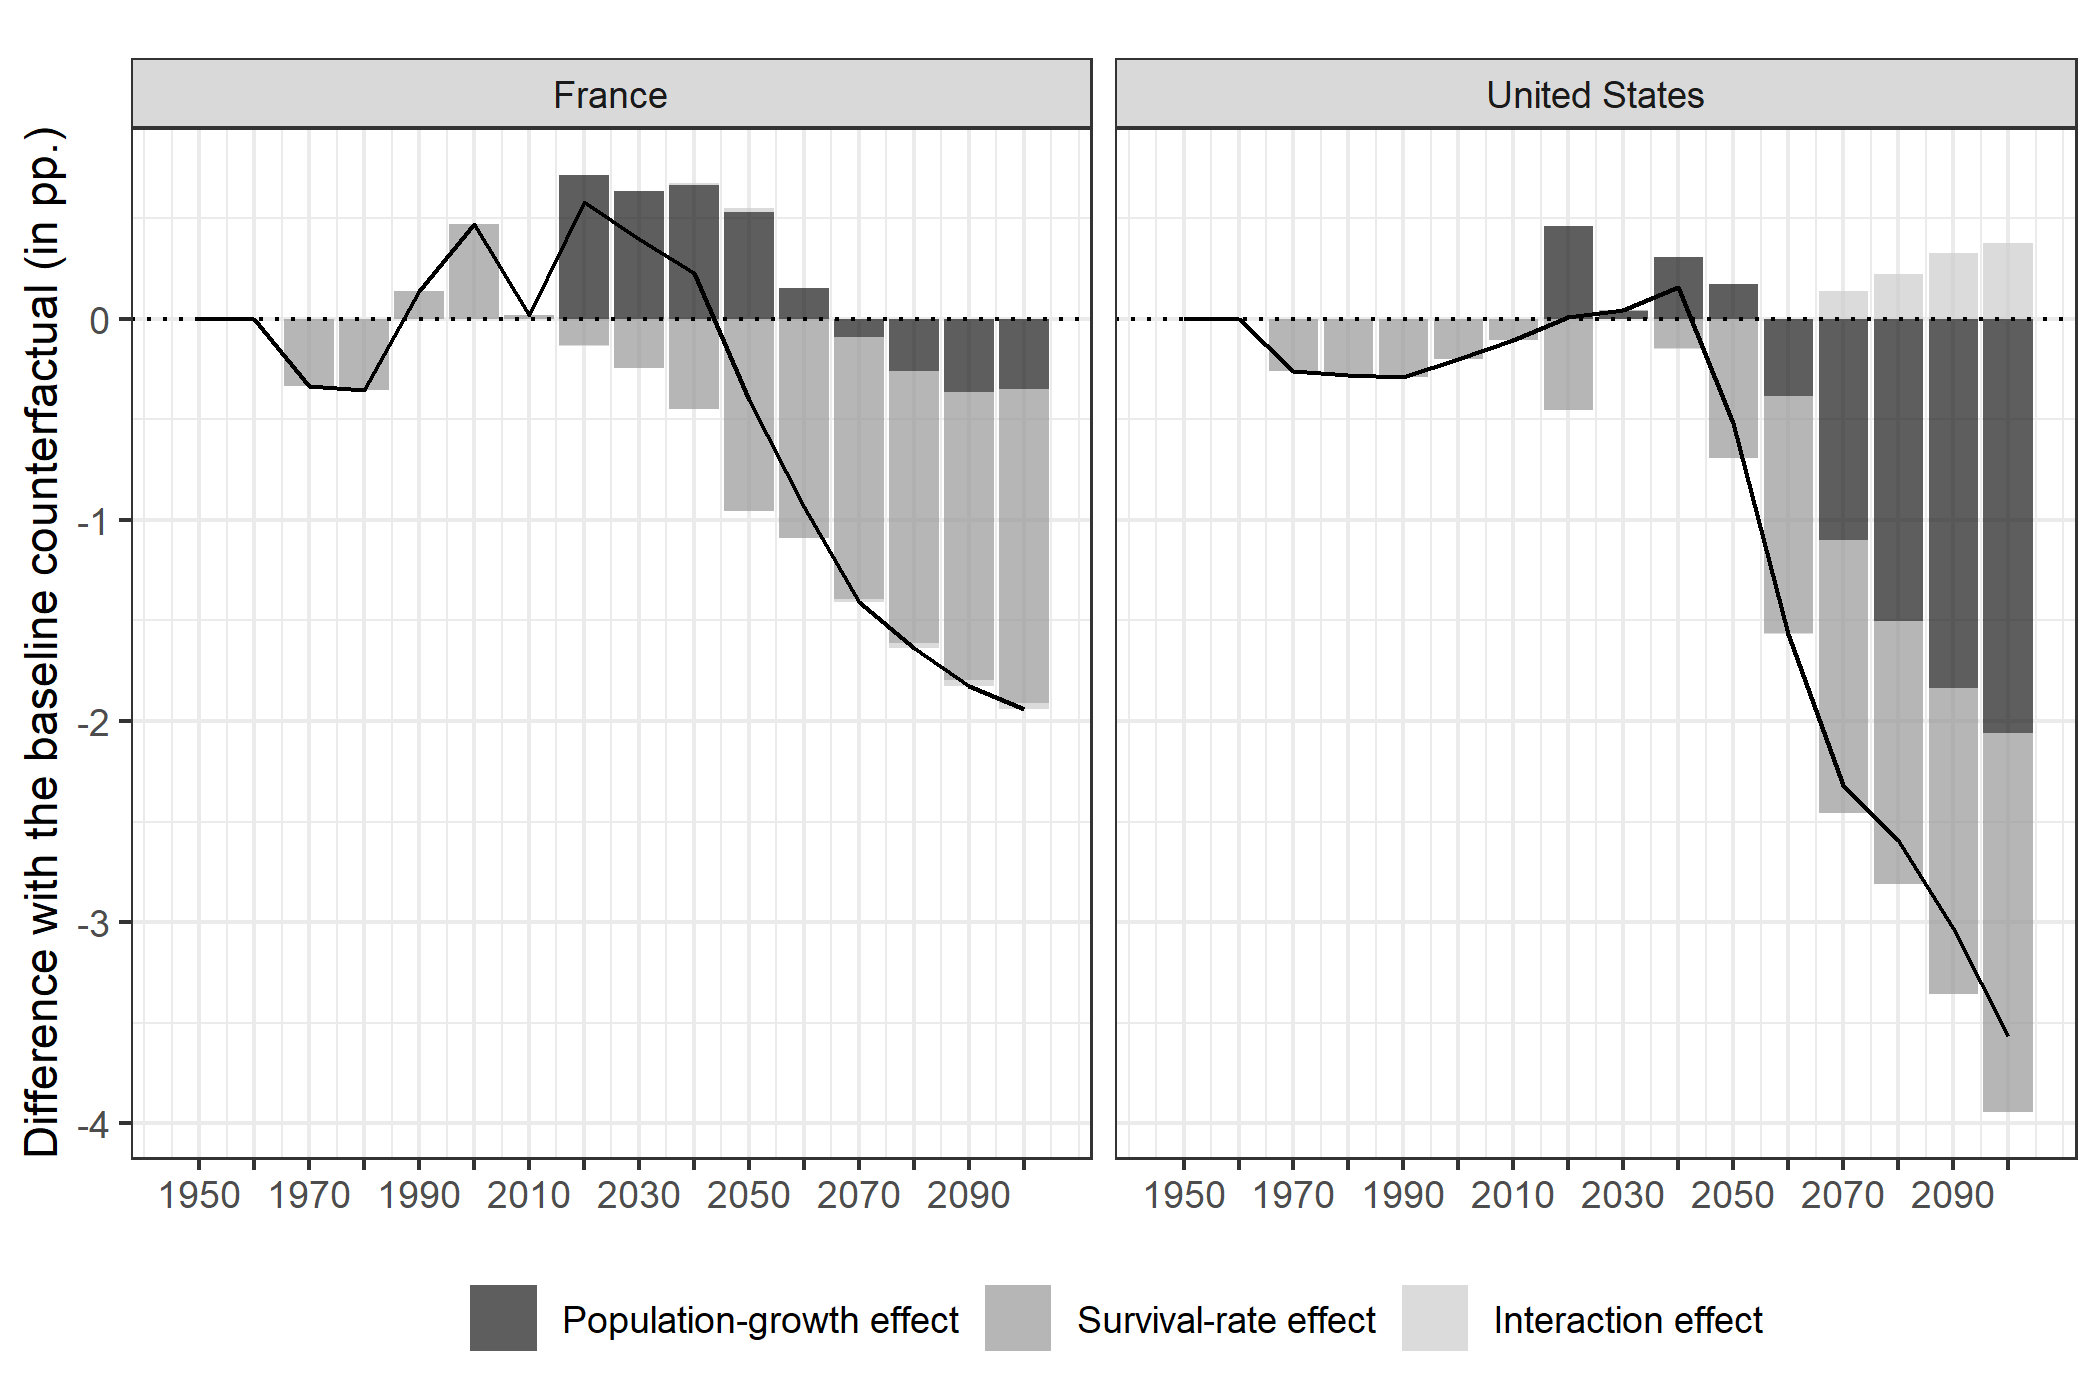 France
United States
Difference with the baseline counterfactual (in pp.)
0
-1
-2
-3
-4
1950 1970 1990 2010 2030 2050 2070 2090
1950 1970 1990 2010 2030 2050 2070 2090
Population-growth effect
Survival-rate effect
Interaction effect